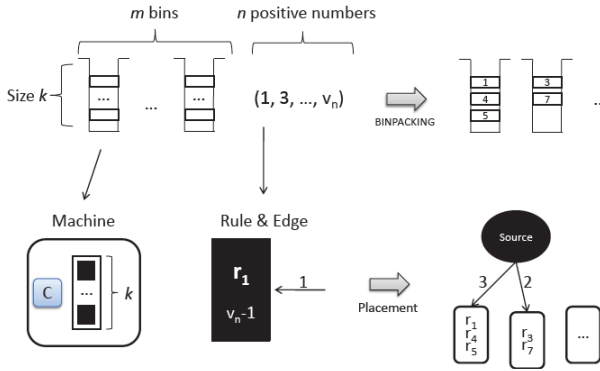 m bins
n positive numbers
Size k
...
...
...
(1, 3, ..., vn)
BINPACKING
1
4
5
3
7
..
Machine
Rule & Edge
C
...
k
r1
vn-1
1
Placement
Source
3
2
r1
r4
r5
r3
r7
...